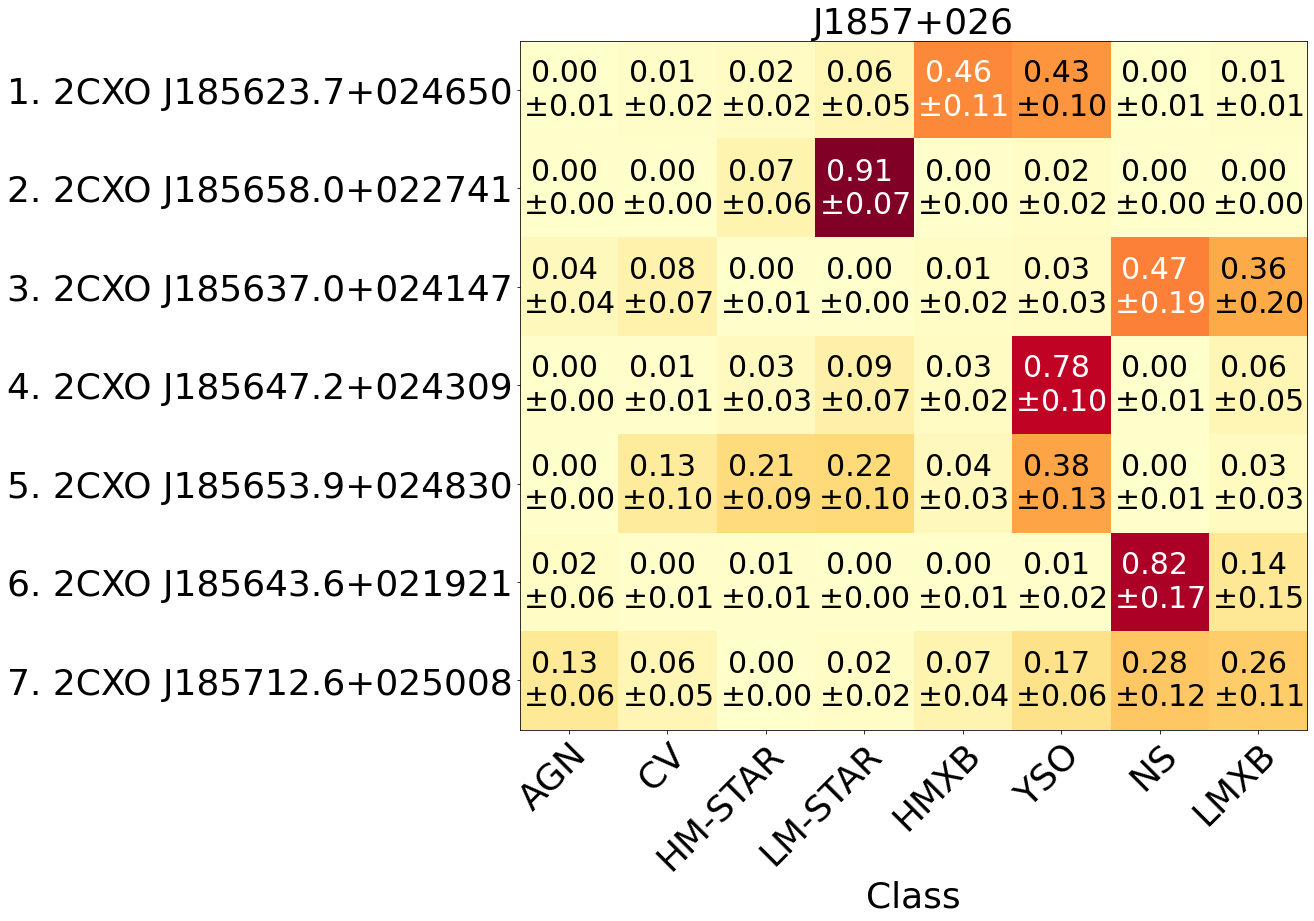 J1857+026
1. 2CXO J185623.7+024650
0.00 0.01 0.02 0.06 0.46 0.43 0.00 0.01
±0.01 ±0.02 ±0.02 ±0.05 ±0.11 ±0.10 ±0.01 ±0.01
2. 2CXO J185658.0+022741
0.00 0.00 0.07 0.91 0.00 0.02 0.00 0.00
±0.00 ±0.00 ±0.06 ±0.07 ±0.00 ±0.02 ±0.00 ±0.00
3. 2CXO J185637.0+024147
0.04 0.08 0.00 0.00 0.01 0.03 0.47 0.36
±0.04 ±0.07 ±0.01 ±0.00 ±0.02 ±0.03 ±0.19 ±0.20
4. 2CXO J185647.2+024309
0.00 0.01 0.03 0.09 0.03 0.78 0.00 0.06
±0.00 ±0.01 ±0.03 ±0.07 ±0.02 ±0.10 ±0.01 ±0.05
5. 2CXO J185653.9+024830
0.00 0.13 0.21 0.22 0.04 0.38 0.00 0.03
±0.00 ±0.10 ±0.09 ±0.10 ±0.03 ±0.13 ±0.01 ±0.03
6. 2CXO J185643.6+021921
0.02 0.00 0.01 0.00 0.00 0.01 0.82 0.14
±0.06 ±0.01 ±0.01 ±0.00 ±0.01 ±0.02 ±0.17 ±0.15
7. 2CXO J185712.6+025008
0.13 0.06 0.00 0.02 0.07 0.17 0.28 0.26
±0.06 ±0.05 ±0.00 ±0.02 ±0.04 ±0.06 ±0.12 ±0.11
AGN CV HM-STAR LM-STAR HMXB YSO NS LMXB
Class